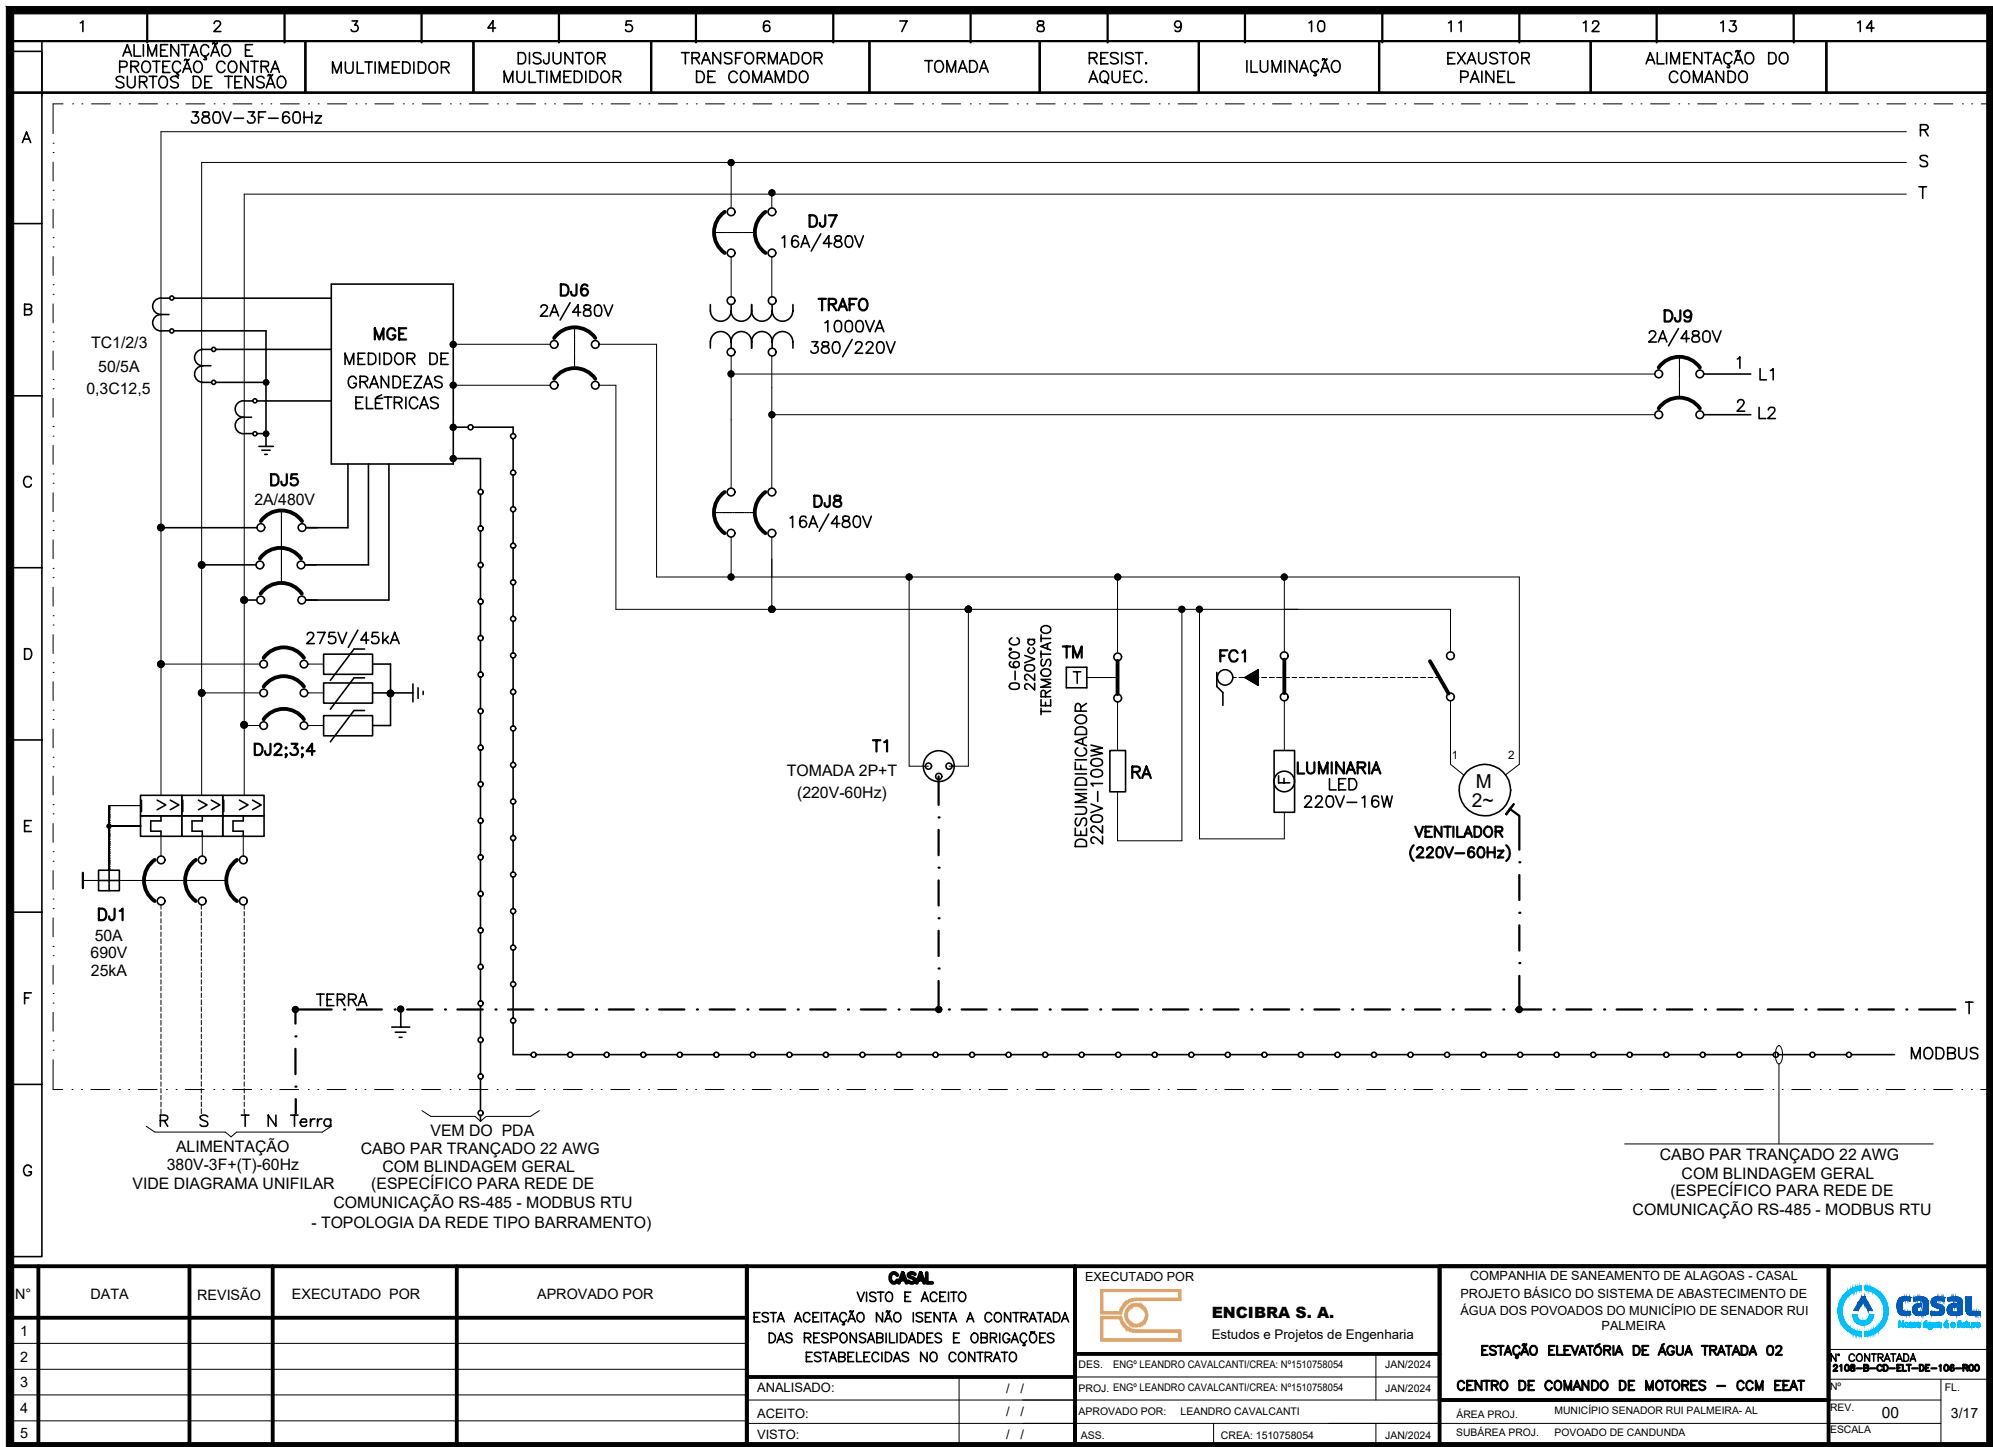 1 2 3 4 5 6 7 8 9 10 11 12 13 14
ALIMENTAÇÃO E
PROTEÇÃO CONTRA
SURTOS DE TENSÃO
MULTIMEDIDOR
DISJUNTOR
MULTIMEDIDOR
TRANSFORMADOR
DE COMAMDO
TOMADA
RESIST.
AQUEC.
ILUMINAÇÃO
EXAUSTOR
PAINEL
ALIMENTAÇÃO DO
COMANDO
A
B
C
D
E
F
G
380V-3F-60Hz
R
S
T
DJ7
16A/480V
TRAFO
1000VA
380/220V
DJ6
2A/480V
MGE
MEDIDOR DE
GRANDEZAS
ELÉTRICAS
TC1/2/3
50/5A
0,3C12,5
DJ9
2A/480V
1 L1
2 L2
DJ5
2A/480V
DJ8
16A/480V
275V/45kA
DJ2;3;4
0-60°C
220Vca
TERMOSTATO
TM
T
FC1
DESUMIDIFICADOR
220V-100W
RA
T1
TOMADA 2P+T
(220V-60Hz)
F
LUMINARIA
LED
220V-16W
1 2
M
2~
VENTILADOR
(220V-60Hz)
>> >> >>
DJ1
50A
690V
25kA
TERRA
T
MODBUS
R S T N Terra
ALIMENTAÇÃO
380V-3F+(T)-60Hz
VIDE DIAGRAMA UNIFILAR
VEM DO PDA
CABO PAR TRANÇADO 22 AWG
COM BLINDAGEM GERAL
(ESPECÍFICO PARA REDE DE
COMUNICAÇÃO RS-485 - MODBUS RTU
- TOPOLOGIA DA REDE TIPO BARRAMENTO)
CABO PAR TRANÇADO 22 AWG
COM BLINDAGEM GERAL
(ESPECÍFICO PARA REDE DE
COMUNICAÇÃO RS-485 - MODBUS RTU
N° DATA REVISÃO EXECUTADO POR APROVADO POR
1
2
3
4
5
CASAL
VISTO E ACEITO
ESTA ACEITAÇÃO NÃO ISENTA A CONTRATADA
DAS RESPONSABILIDADES E OBRIGAÇÕES
ESTABELECIDAS NO CONTRATO
ANALISADO: / /
ACEITO: / /
VISTO: / /
EXECUTADO POR
ENCIBRA S. A.
Estudos e Projetos de Engenharia
DES. ENGº LEANDRO CAVALCANTI/CREA: Nº1510758054 JAN/2024
PROJ. ENGº LEANDRO CAVALCANTI/CREA: Nº1510758054 JAN/2024
APROVADO POR: LEANDRO CAVALCANTI
ASS. CREA: 1510758054 JAN/2024
COMPANHIA DE SANEAMENTO DE ALAGOAS - CASAL
PROJETO BÁSICO DO SISTEMA DE ABASTECIMENTO DE
ÁGUA DOS POVOADOS DO MUNICÍPIO DE SENADOR RUI
PALMEIRA
ESTAÇÃO ELEVATÓRIA DE ÁGUA TRATADA 02
CENTRO DE COMANDO DE MOTORES - CCM EEAT
ÁREA PROJ. MUNICÍPIO SENADOR RUI PALMEIRA- AL
SUBÁREA PROJ. POVOADO DE CANDUNDA
casal
Nossa água é o futuro
N° CONTRATADA
2108-B-CD-ELT-DE-106-R00
Nº
REV. 00
ESCALA
FL.
3/17